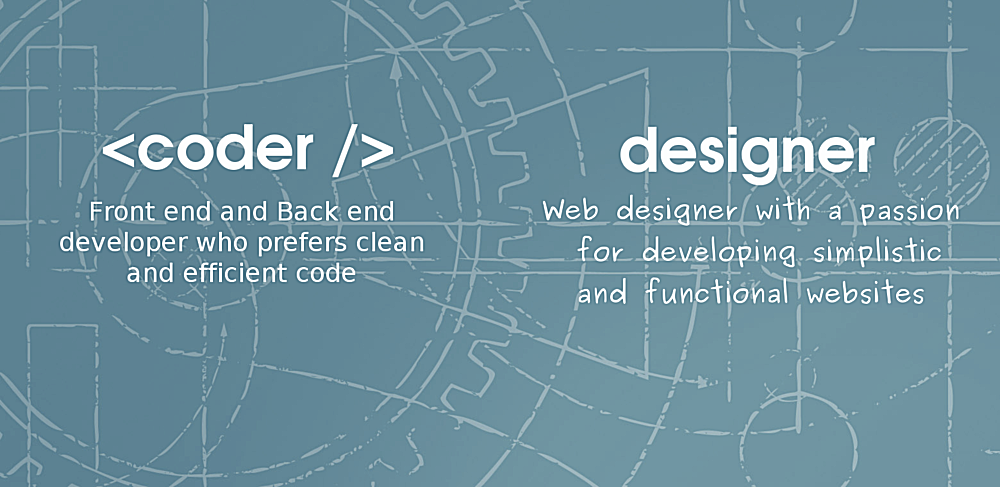 <coder />
Front end and Back end
developer who prefers clean
and efficient code
designer
Web designer with a passion
for developing simplistic
and functional websites